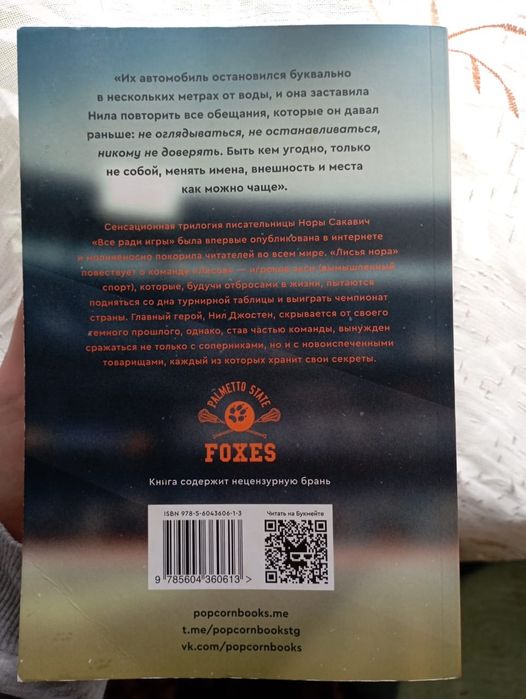 «Их автомобиль остановился буквально
в нескольких метрах от воды, и она заставила
Нила повторить все обещания, которые он давал
раньше: не оглядываться, не останавливаться,
никому не доверять. Быть кем угодно, только
не собой, менять имена, внешность и места
как можно чаще».
Сенсационная трилогия писательницы Норы Сакавич
«Все ради игры» была впервые опубликована в интернете
и молниеносно покорила читателей во всем мире. «Лисья нора»
повествует о команде «Лисов» — игроков экси (вымышленный
спорт), которые, будучи отбросами в жизни, пытаются
подняться со дна турнирной таблицы и выиграть чемпионат
страны. Главный герой, Нил Джостен, скрывается от своего
темного прошлого, однако, став частью команды, вынужден
сражаться не только с соперниками, но и с новоиспеченными
товарищами, каждый из которых хранит свои секреты.
PALMETTO STATE
FOXES
Книга содержит нецензурную брань
ISBN 978-5-6043606-1-3
Читать на Букмейте
9 785604 360613 >
popcornbooks.me
t.me/popcornbookstg
vk.com/popcornbooks